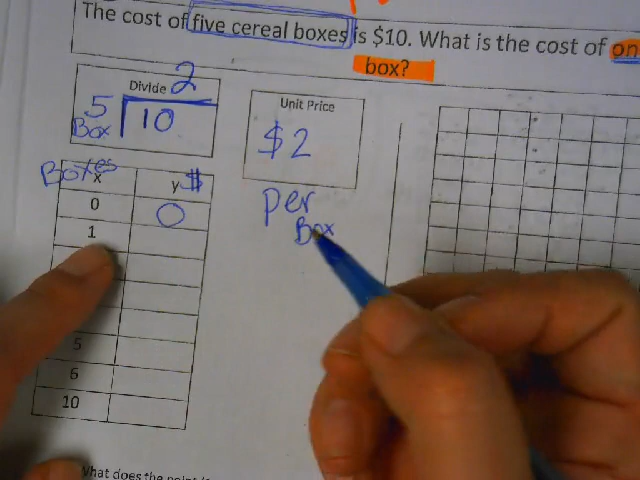 The cost of five cereal boxes is $10. What is the cost of on
box?
Divide 2
5
Box
10
Unit Price
$2
per
Box
Boxes
x
y $
0
0
1
5
6
10
What does the point